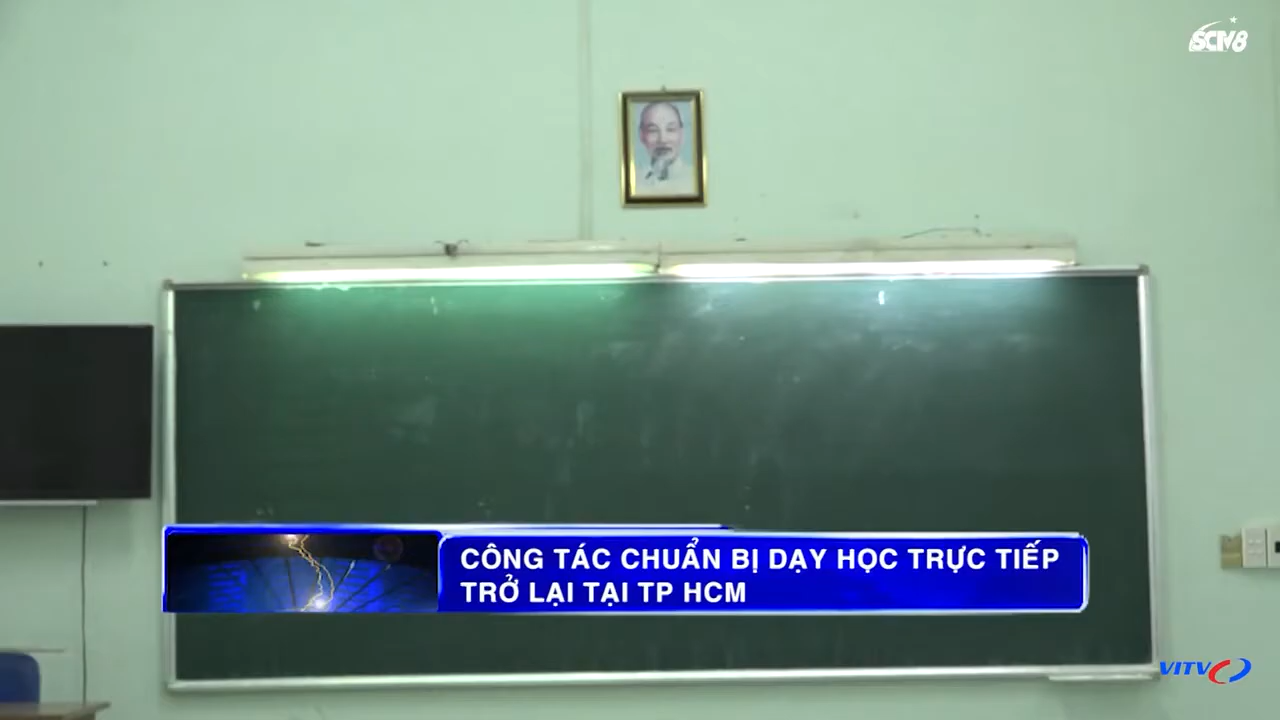 SCTV8
CÔNG TÁC CHUẨN BỊ DẠY HỌC TRỰC TIẾP
TRỞ LẠI TẠI TP HCM
VITV